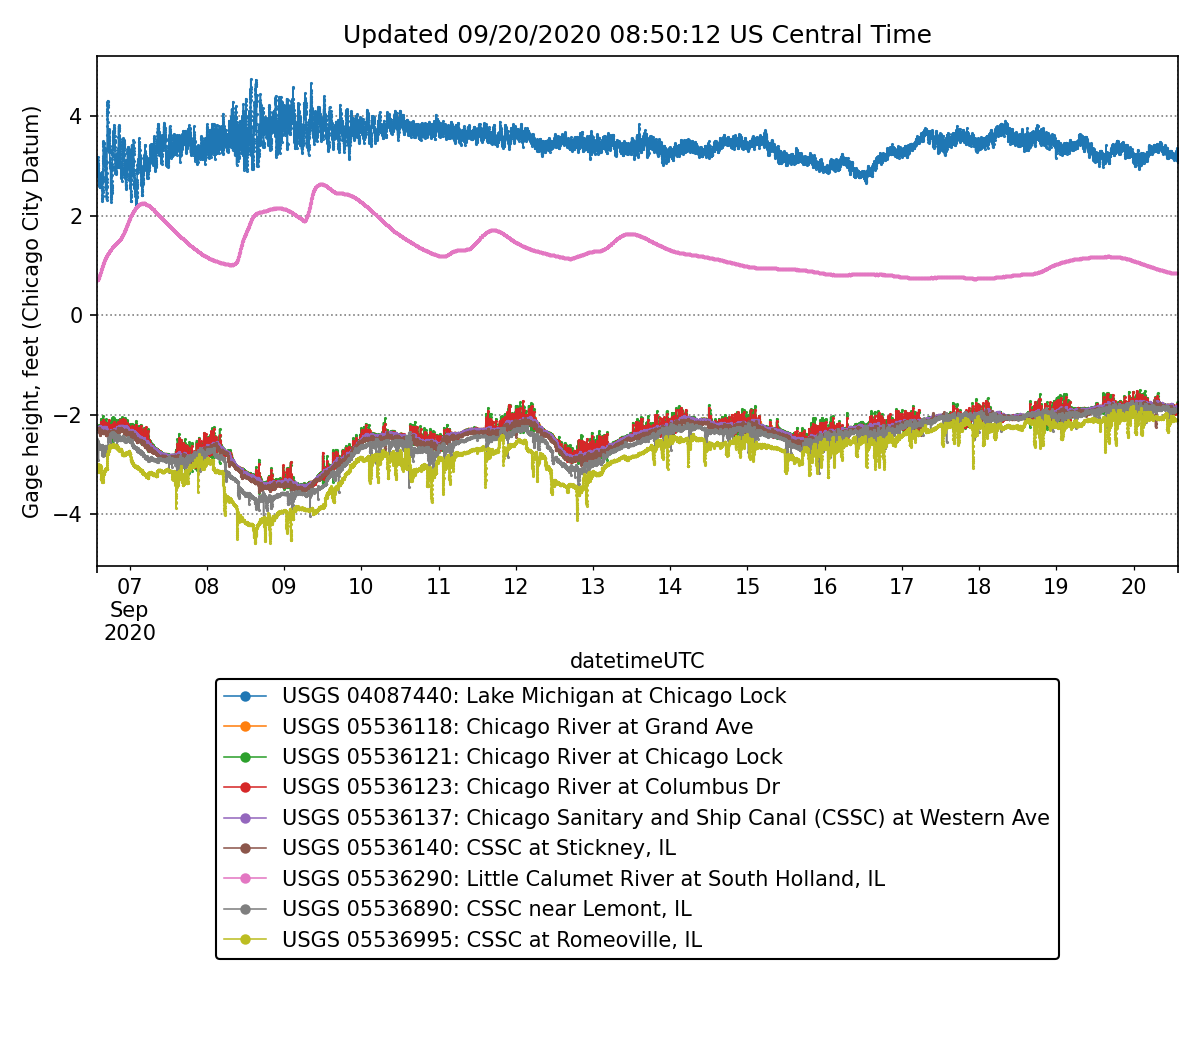 Updated 09/20/2020 08:50:12 US Central Time
Gage height, feet (Chicago City Datum)
4
2
0
−2
−4
07 08 09 10 11 12 13 14 15 16 17 18 19 20
Sep
2020
datetimeUTC
USGS 04087440: Lake Michigan at Chicago Lock
USGS 05536118: Chicago River at Grand Ave
USGS 05536121: Chicago River at Chicago Lock
USGS 05536123: Chicago River at Columbus Dr
USGS 05536137: Chicago Sanitary and Ship Canal (CSSC) at Western Ave
USGS 05536140: CSSC at Stickney, IL
USGS 05536290: Little Calumet River at South Holland, IL
USGS 05536890: CSSC near Lemont, IL
USGS 05536995: CSSC at Romeoville, IL